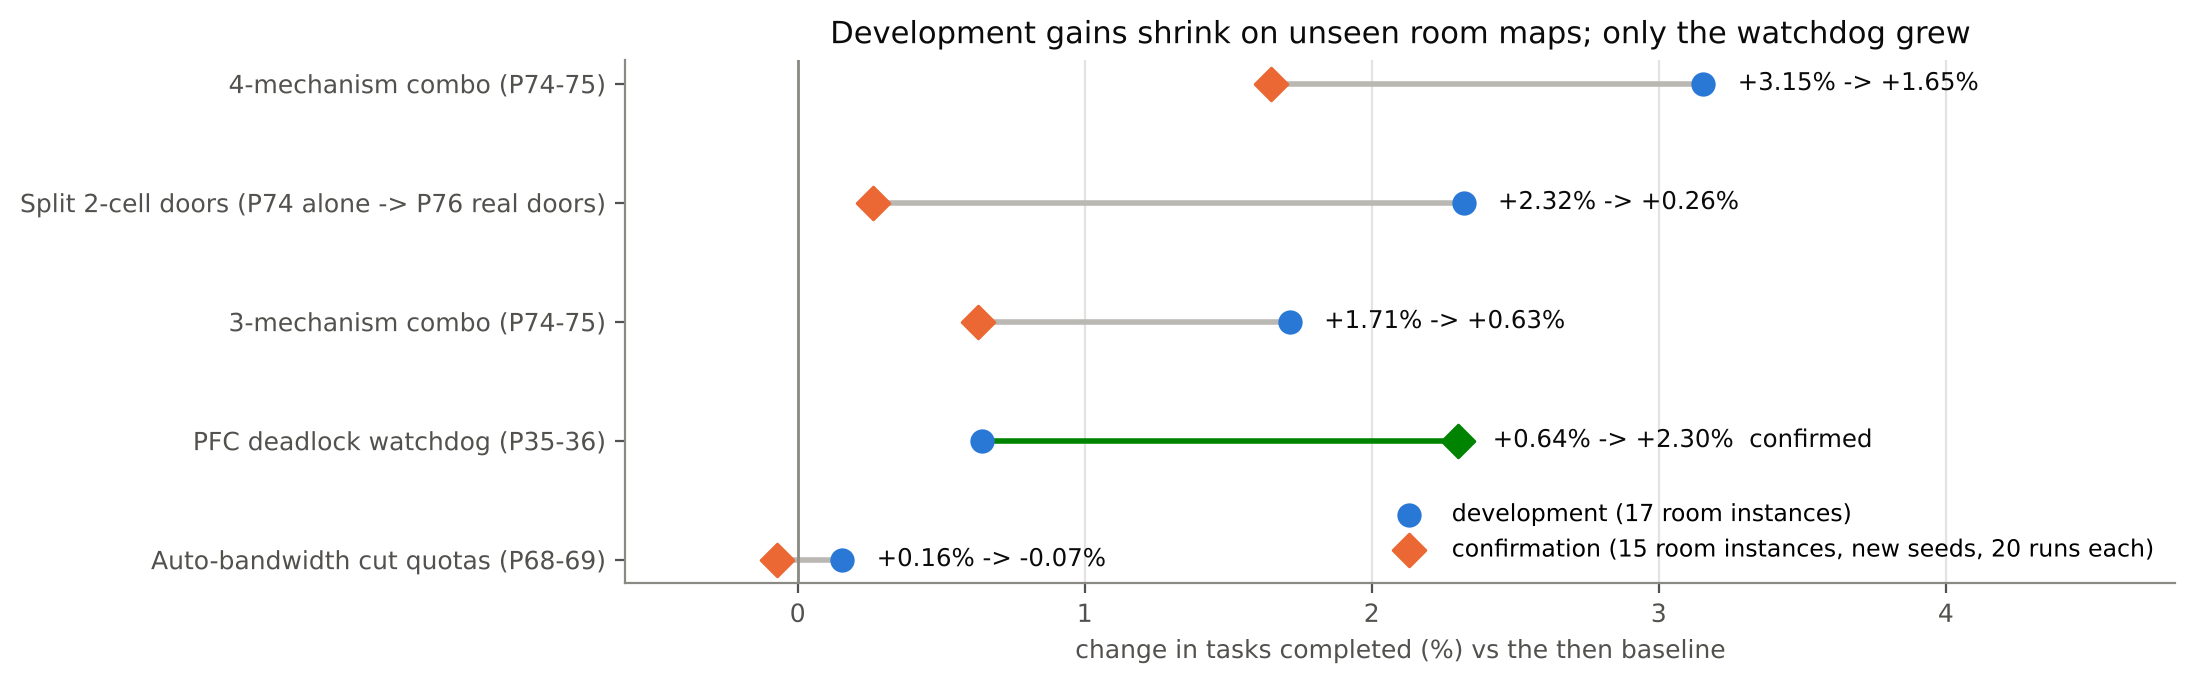 Development gains shrink on unseen room maps; only the watchdog grew
4-mechanism combo (P74-75)
+3.15% -> +1.65%
Split 2-cell doors (P74 alone -> P76 real doors)
+2.32% -> +0.26%
3-mechanism combo (P74-75)
+1.71% -> +0.63%
PFC deadlock watchdog (P35-36)
+0.64% -> +2.30%  confirmed
development (17 room instances)
confirmation (15 room instances, new seeds, 20 runs each)
Auto-bandwidth cut quotas (P68-69)
+0.16% -> -0.07%
0 1 2 3 4
change in tasks completed (%) vs the then baseline